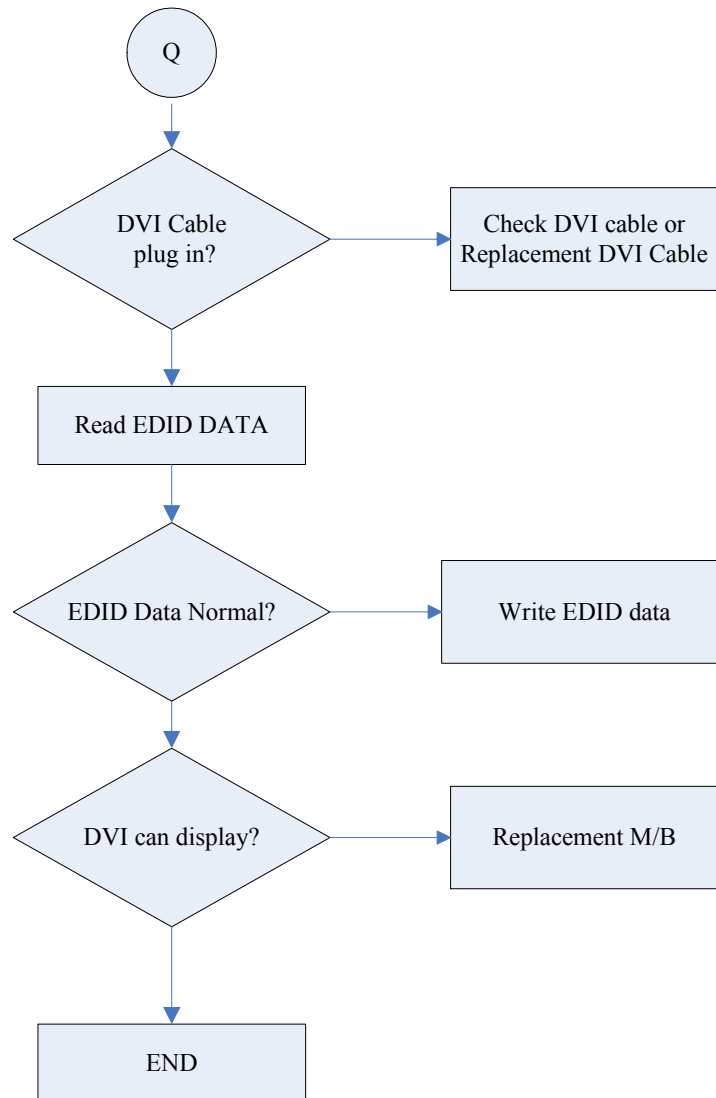 Q
DVI Cable
plug in?
Check DVI cable or
Replacement DVI Cable
Read EDID DATA
EDID Data Normal?
Write EDID data
DVI can display?
Replacement M/B
END